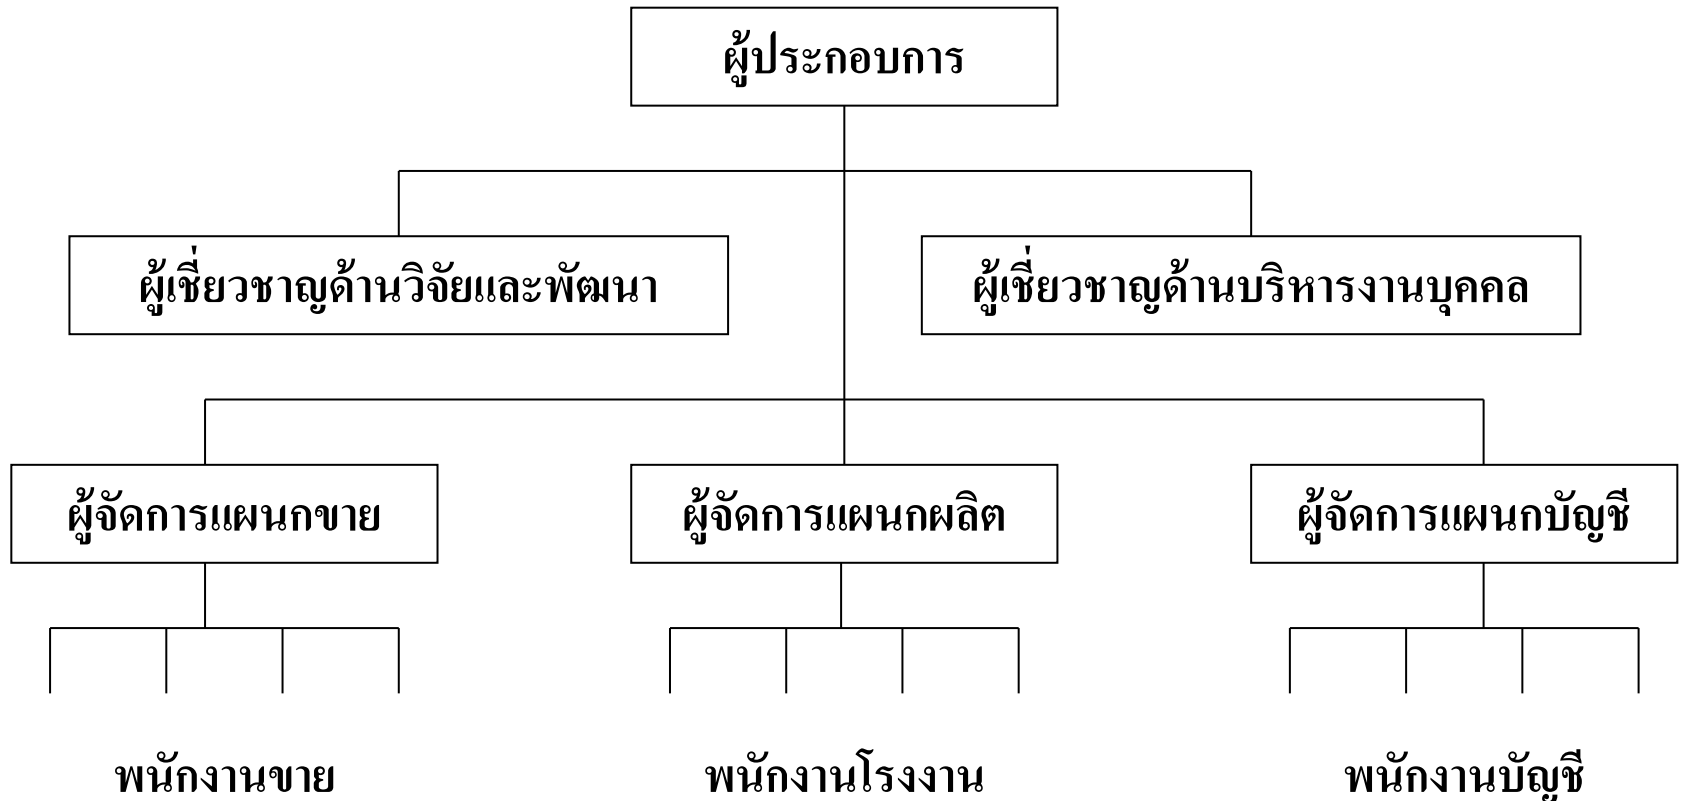 ผู้ประกอบการ
ผู้เชี่ยวชาญด้านวิจัยและพัฒนา
ผู้เชี่ยวชาญด้านบริหารงานบุคคล
ผู้จัดการแผนกขาย
ผู้จัดการแผนกผลิต
ผู้จัดการแผนกบัญชี
พนักงานขาย
พนักงานโรงงาน
พนักงานบัญชี